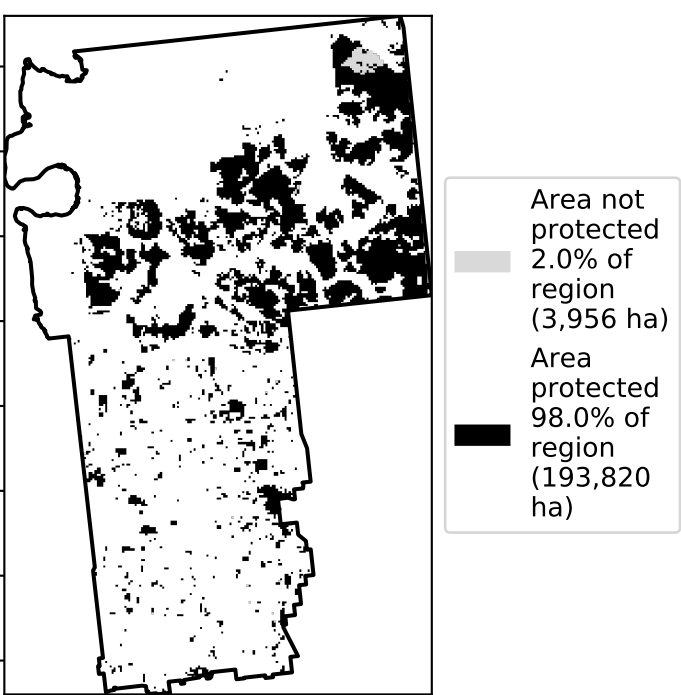 Area not
protected
2.0% of
region
(3,956 ha)
Area
protected
98.0% of
region
(193,820
ha)